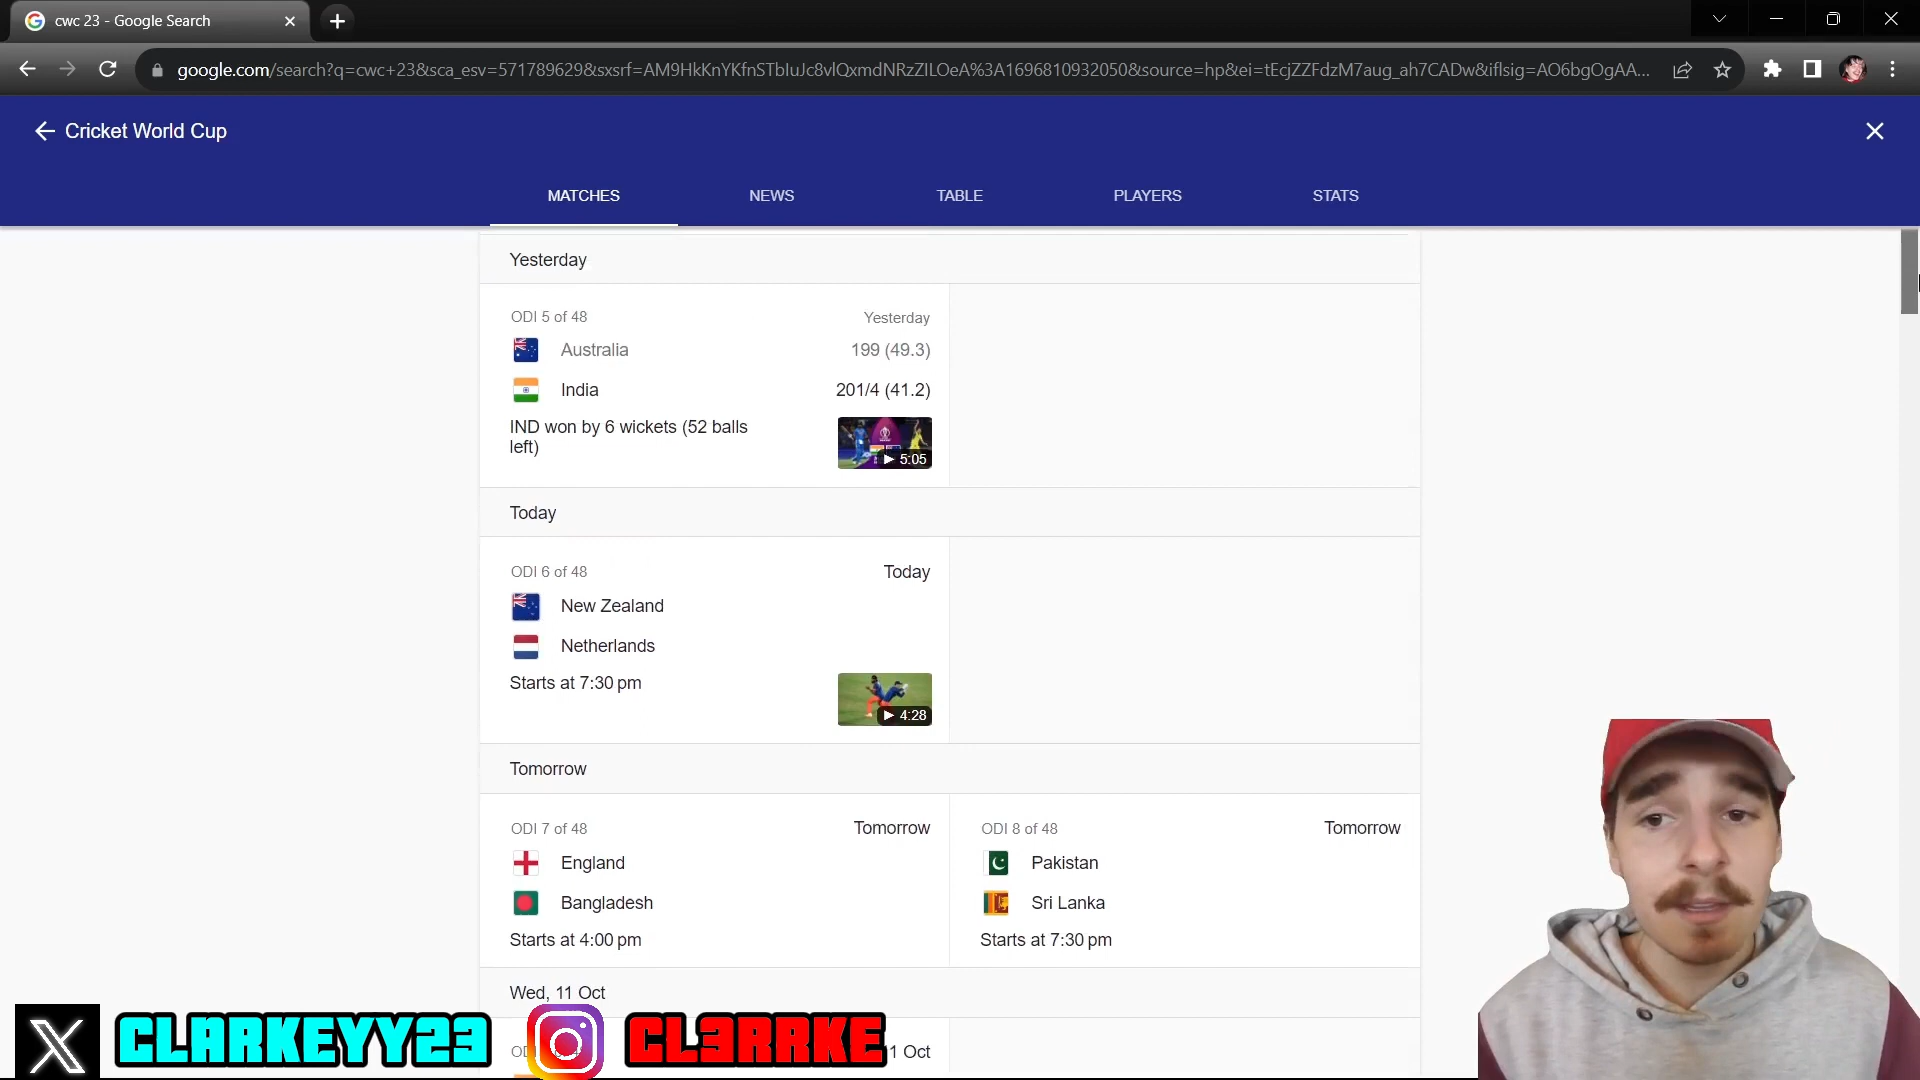 cwc 23 - Google Search
google.com/search?q=cwc+23&sca_esv=571789629&sxsrf=AM9HkKnYKfnSTbIuJc8vlQxmdNRzZILOeA%3A1696810932050&source=hp&ei=tEcjZZFdzM7aug_ah7CADw&iflsig=AO6bgOgAA...
Cricket World Cup
MATCHES NEWS TABLE PLAYERS STATS
Yesterday
ODI 5 of 48 Yesterday
Australia 199 (49.3)
India 201/4 (41.2)
IND won by 6 wickets (52 balls
left)
5:05
Today
ODI 6 of 48 Today
New Zealand
Netherlands
Starts at 7:30 pm
4:28
Tomorrow
ODI 7 of 48 Tomorrow
England
Bangladesh
Starts at 4:00 pm
ODI 8 of 48 Tomorrow
Pakistan
Sri Lanka
Starts at 7:30 pm
Wed, 11 Oct
1 Oct
CLARKEYY23 CL3RRKE